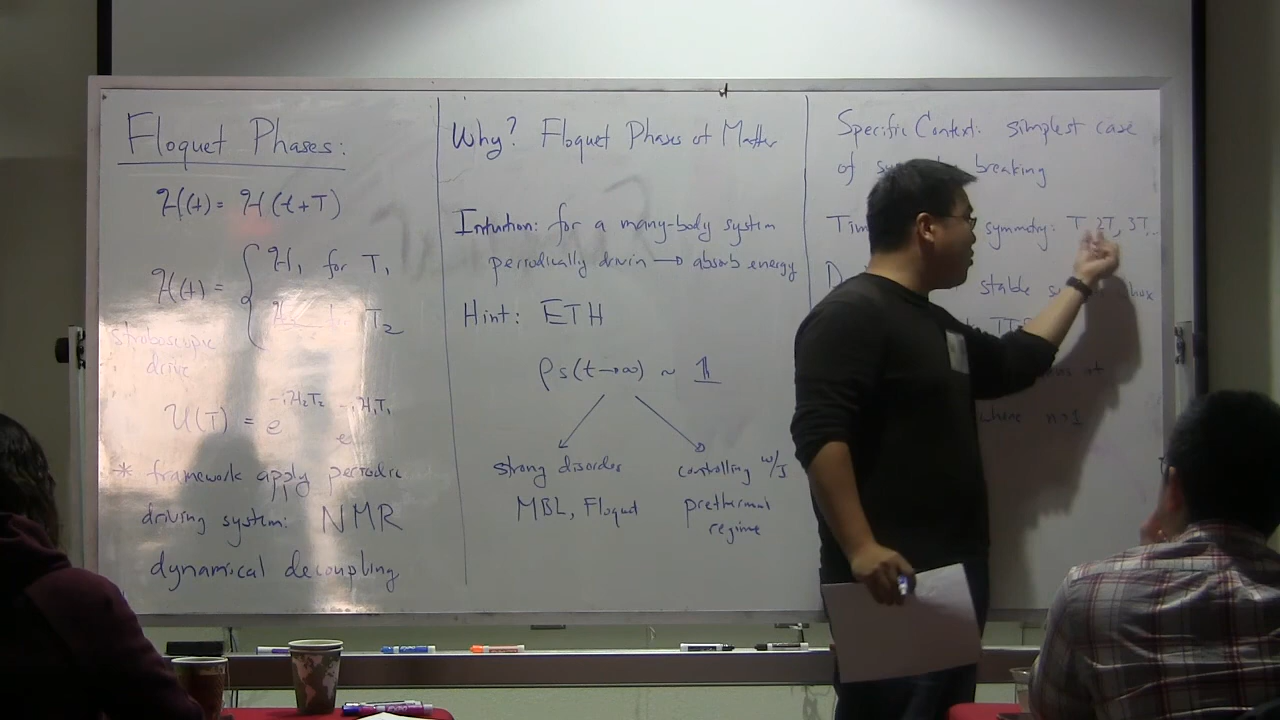 Floquet Phases:
H(t) = H(t+T)
H(t) = { H₁ for T₁
T₂
stroboscopic
drive
U(T) = e^{-iH₂T₂} e^{-iH₁T₁}
* framework apply periodic
driving system: NMR
dynamical decoupling
Why? Floquet Phases of Matter
Intuition: for a many-body system
periodically drivin → absorb energy
Hint: ETH
ρs(t→∞) ~ 𝟙
strong disorder
MBL, Floquet
controlling w/J
prethermal
regime
Specific Context: simplest case
of breaking
symmetry: T, 2T, 3T...
stable
where n>1